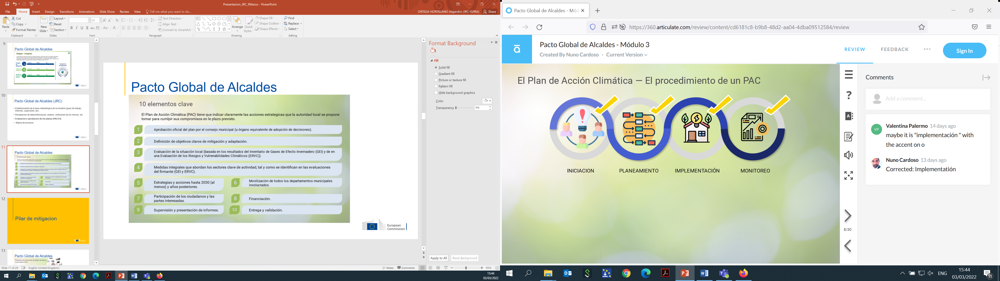 Presentacion_JRC_9Marzo - PowerPoint
File Home Insert Design Transitions Animations Slide Show Review View Tell me what you want to do...
ORTEGA HORTELANO Alejandro (JRC-ISPRA) Share
Paste Cut Copy Format Painter
New Slide Layout Reset Section
24
Text Direction Align Text Convert to SmartArt
Arrange Quick Styles Shape Fill Shape Outline Shape Effects
Find Replace Select
Clipboard Slides Font Paragraph Drawing Editing
9
Pacto Global de Alcaldes
Badges - Insignias
10
Pacto Global de Alcaldes (JRC)
• Establecimiento de la base metodologica de la iniciativa (guias de trabajo, informes, supervision, etc)
• Recopilacion de datos/informacion, analisis, verificacion de los mismos, etc.
• Evaluacion y aprobacion de los planes (PACES)
• Mejora de procesos
11
Pacto Global de Alcaldes
10 elementos clave
12
Pilar de mitigacion
13
Pacto Global de Alcaldes
Inventario de emisiones de gases de efecto invernadero (GEI)
Pacto Global de Alcaldes
10 elementos clave
El Plan de Acción Climática (PAC) tiene que indicar claramente las acciones estrategicas que la autoridad local se propone
tomar para cumlpir sus compromisos en le plazo previsto.
1 Aprobación oficial del plan por el consejo municipal (u órgano equivalente de adopción de decisiones).
2 Definición de objetivos claros de mitigación y adaptación.
3 Evaluación de la situación local (basada en los resultados del Inventario de Gases de Efecto Invernadero (GEI) y de en
una Evaluación de los Riesgos y Vulnerabilidades Climáticos (ERVC)).
4 Medidas integrales que abordan los sectores clave de actividad, tal y como se identifican en las evaluaciones
del firmante (GEI y ERVC).
5 Estrategias y acciones hasta 2030 (al
menos) y años posteriores.
6 Movilización de todos los departamentos municipales
involucrados.
7 Participación de los ciudadanos y las
partes interesadas.
8 Financiación.
9 Supervisión y presentación de informes.
10 Entrega y validación.
European
Commission
Format Background
Fill
Solid fill
Gradient fill
Picture or texture fill
Pattern fill
Hide background graphics
Color
Transparency 0%
Apply to All Reset Background
Slide 11 of 29 English (United Kingdom) Notes Comments 95%
15:44
03/03/2022
Pacto Global de Alcaldes - Mód
https://360.articulate.com/review/content/cd6181c8-b9b8-48d2-aa04-4dba09512584/review
ā
Pacto Global de Alcaldes - Módulo 3
Created By Nuno Cardoso · Current Version
REVIEW FEEDBACK Sign In
El Plan de Acción Climática — El procedimiento de un PAC
INICIACION PLANEAMIENTO IMPLEMENTACIÓN MONITOREO
8/30
Comments
Add a comment...
VP
Valentina Palermo 14 days ago
maybe it is "implementación " with
the accent on o
Nuno Cardoso 13 days ago
Corrected: Implementatión
ENG
15:44
03/03/2022
11